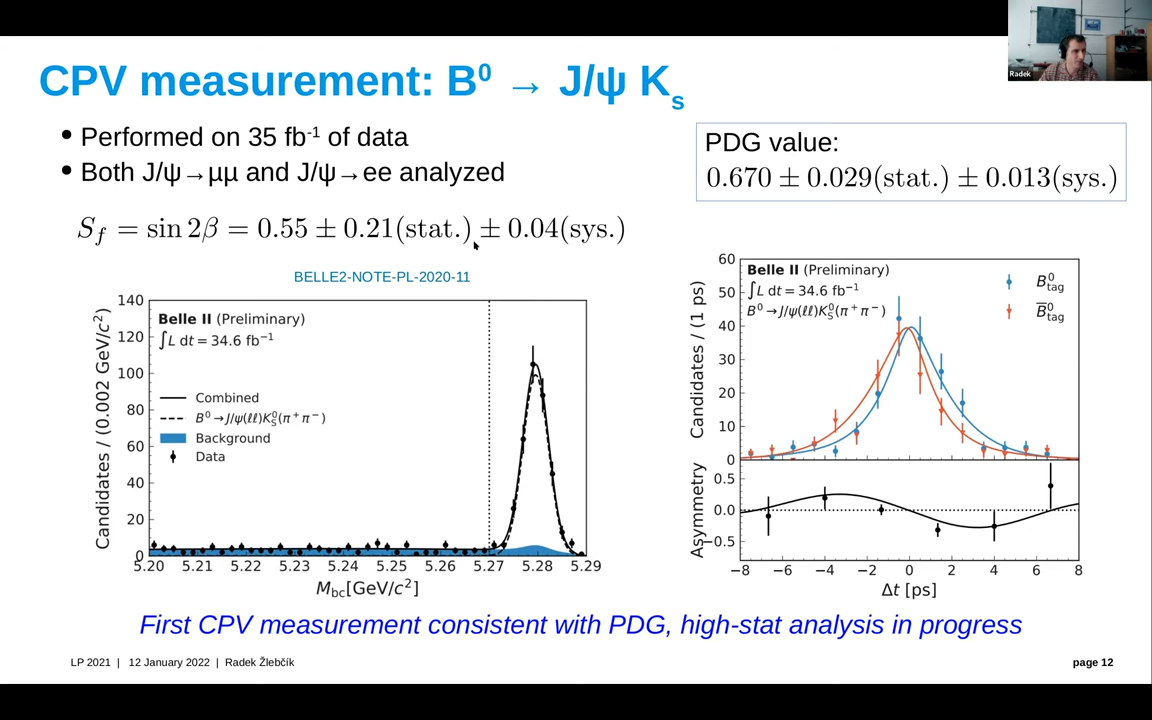 Radek
CPV measurement: B⁰ → J/ψ Kₛ
• Performed on 35 fb⁻¹ of data
• Both J/ψ→μμ and J/ψ→ee analyzed
PDG value:
0.670 ± 0.029(stat.) ± 0.013(sys.)
S_f = sin 2β = 0.55 ± 0.21(stat.) ± 0.04(sys.)
BELLE2-NOTE-PL-2020-11
Candidates / (0.002 GeV/c²)
140
120
100
80
60
40
20
0
Belle II (Preliminary)
∫L dt = 34.6 fb⁻¹
Combined
B⁰→J/ψ(ℓℓ)K⁰_S(π⁺π⁻)
Background
Data
5.20 5.21 5.22 5.23 5.24 5.25 5.26 5.27 5.28 5.29
M_bc[GeV/c²]
Candidates / (1 ps)
60
50
40
30
20
10
0
Belle II (Preliminary)
∫L dt = 34.6 fb⁻¹
B⁰→J/ψ(ℓℓ)K⁰_S(π⁺π⁻)
B⁰_tag
B̅⁰_tag
Asymmetry
0.5
0.0
−0.5
−8 −6 −4 −2 0 2 4 6 8
Δt [ps]
First CPV measurement consistent with PDG, high-stat analysis in progress
LP 2021 | 12 January 2022 | Radek Žlebčík
page 12